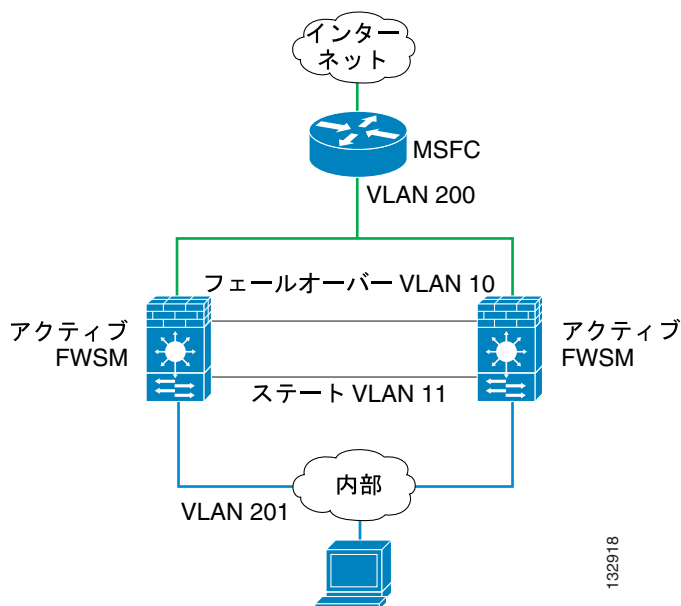 インター
ネット
MSFC
VLAN 200
フェールオーバー VLAN 10
アクティブ
FWSM
アクティブ
FWSM
ステート VLAN 11
内部
VLAN 201
132918